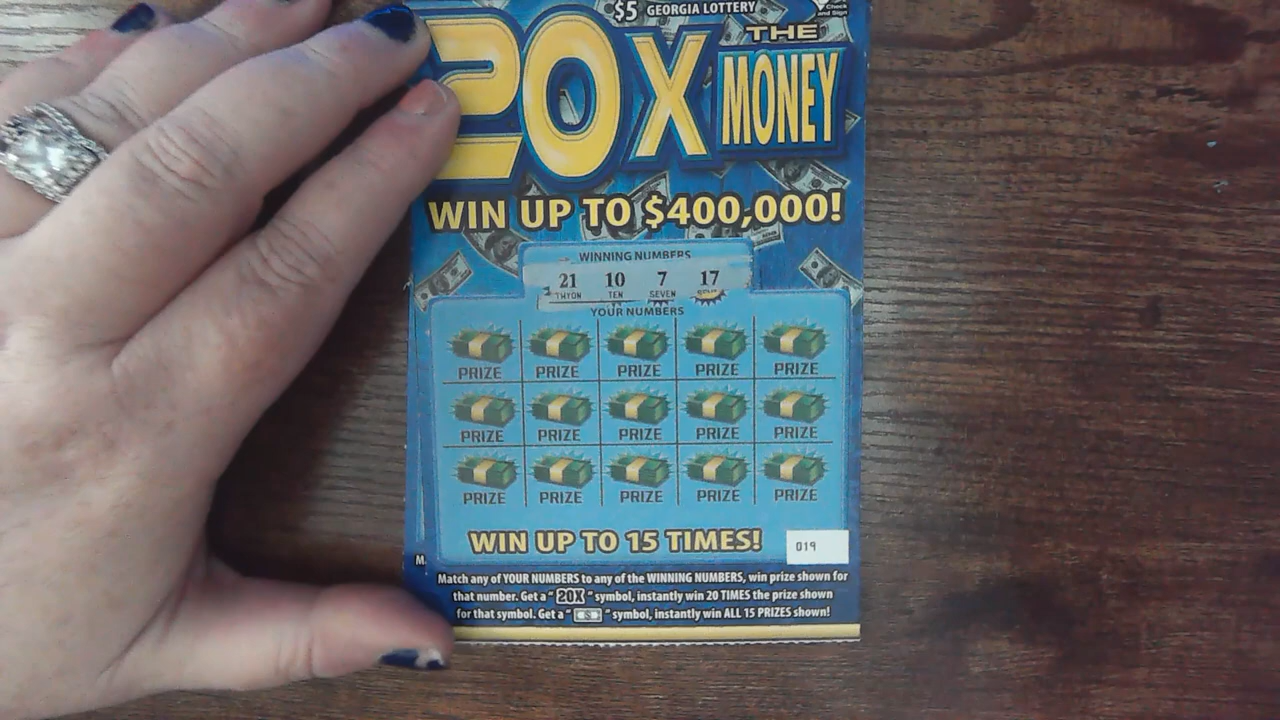 $5 GEORGIA LOTTERY
Check
and Sign
20X THE
MONEY
WIN UP TO $400,000!
WINNING NUMBERS
21 10 7 17
TWYON TEN SEVEN
YOUR NUMBERS
PRIZE PRIZE PRIZE PRIZE PRIZE
PRIZE PRIZE PRIZE PRIZE PRIZE
PRIZE PRIZE PRIZE PRIZE PRIZE
WIN UP TO 15 TIMES!
019
M
Match any of YOUR NUMBERS to any of the WINNING NUMBERS, win prize shown for
that number. Get a "20X" symbol, instantly win 20 TIMES the prize shown
for that symbol. Get a " " symbol, instantly win ALL 15 PRIZES shown!